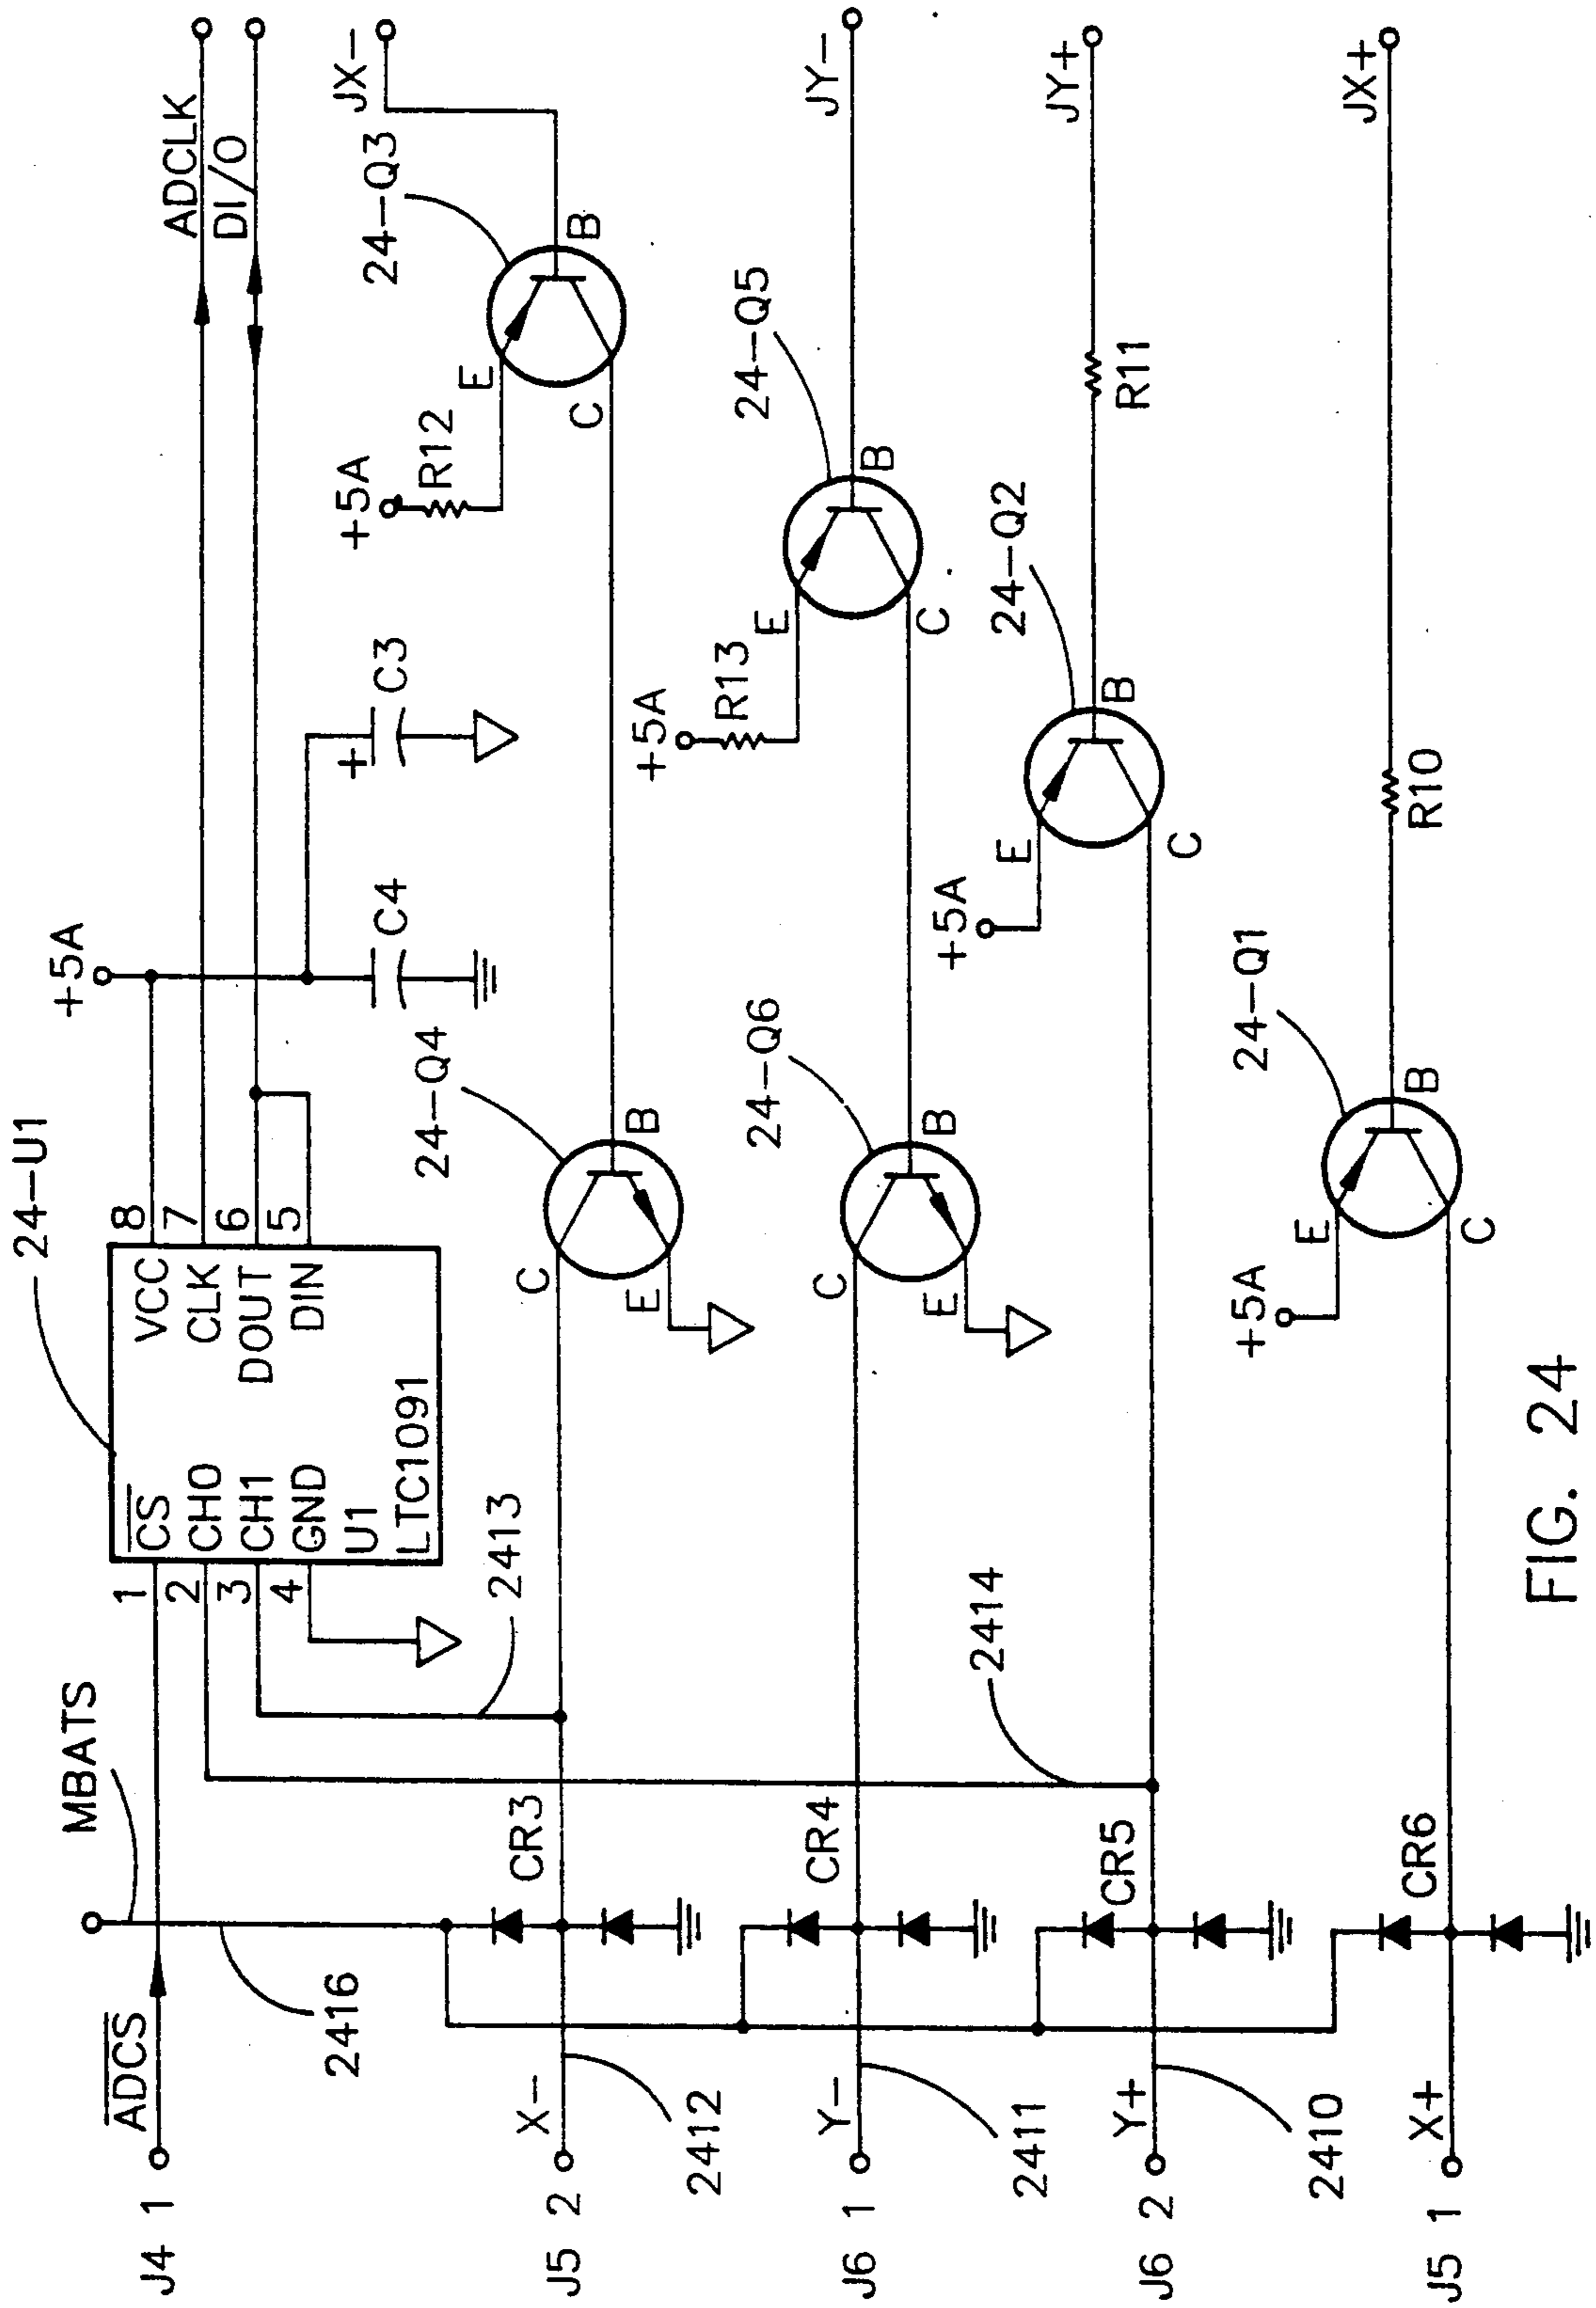 24-U1
+5A
MBATS
ADCS
J4 1
1 CS
2 CH0
3 CH1
4 GND
U1
LTC1091
VCC 8
CLK 7
DOUT 6
DIN 5
ADCLK
DI/O
2416
2413
C4
+ C3
+5A
R12
24-Q3
JX-
E
B
C
24-Q4
C
B
E
CR3
X-
J5 2
2412
+5A
R13
24-Q5
JY-
E
B
C
24-Q6
C
B
E
CR4
Y-
J6 1
2411
2414
+5A
24-Q2
JY+
E
B
C
R11
CR5
Y+
J6 2
2410
+5A
24-Q1
JX+
E
B
C
R10
CR6
X+
J5 1
FIG. 24